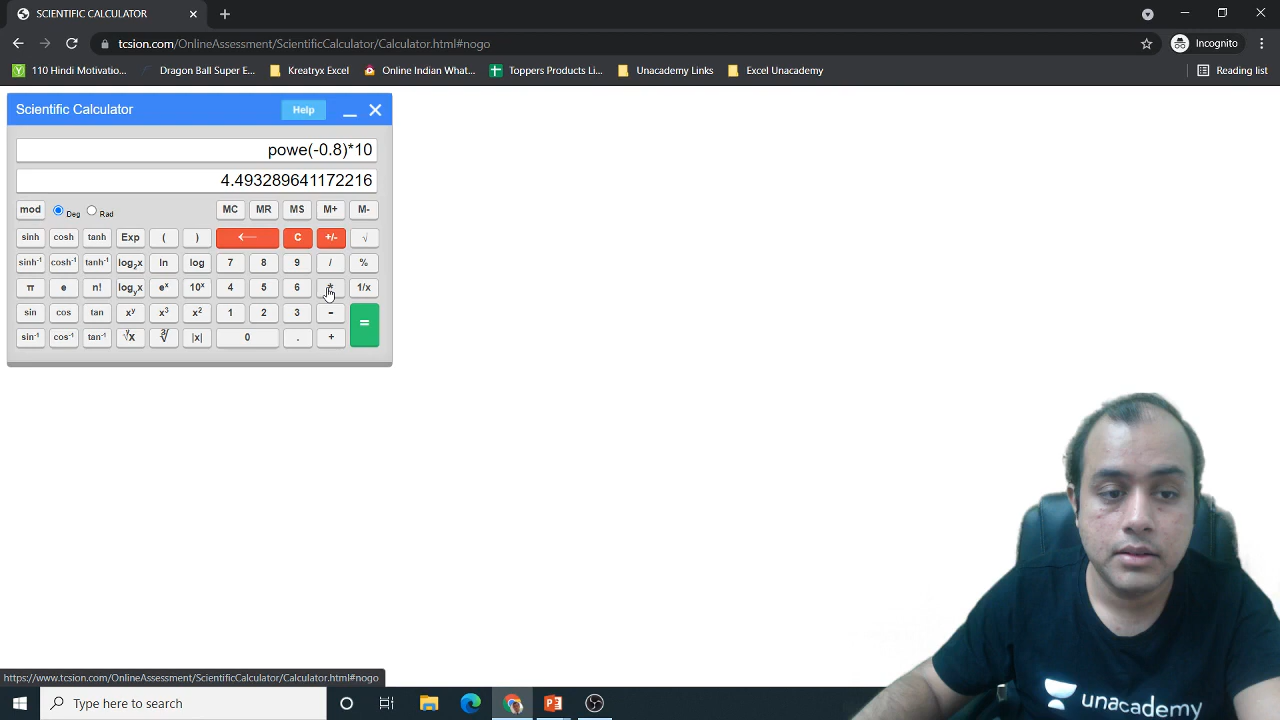 SCIENTIFIC CALCULATOR
tcsion.com/OnlineAssessment/ScientificCalculator/Calculator.html#nogo
Incognito
110 Hindi Motivatio...
Dragon Ball Super E...
Kreatryx Excel
Online Indian What...
Toppers Products Li...
Unacademy Links
Excel Unacademy
Reading list
Scientific Calculator
Help
powe(-0.8)*10
4.493289641172216
mod Deg Rad MC MR MS M+ M-
sinh cosh tanh Exp ( ) ← C +/- √
sinh⁻¹ cosh⁻¹ tanh⁻¹ log₂x ln log 7 8 9 / %
π e n! logᵧx eˣ 10ˣ 4 5 6 * 1/x
sin cos tan xʸ x³ x² 1 2 3 - =
sin⁻¹ cos⁻¹ tan⁻¹ ʸ√x ³√ |x| 0 . +
unacademy
https://www.tcsion.com/OnlineAssessment/ScientificCalculator/Calculator.html#nogo
Type here to search